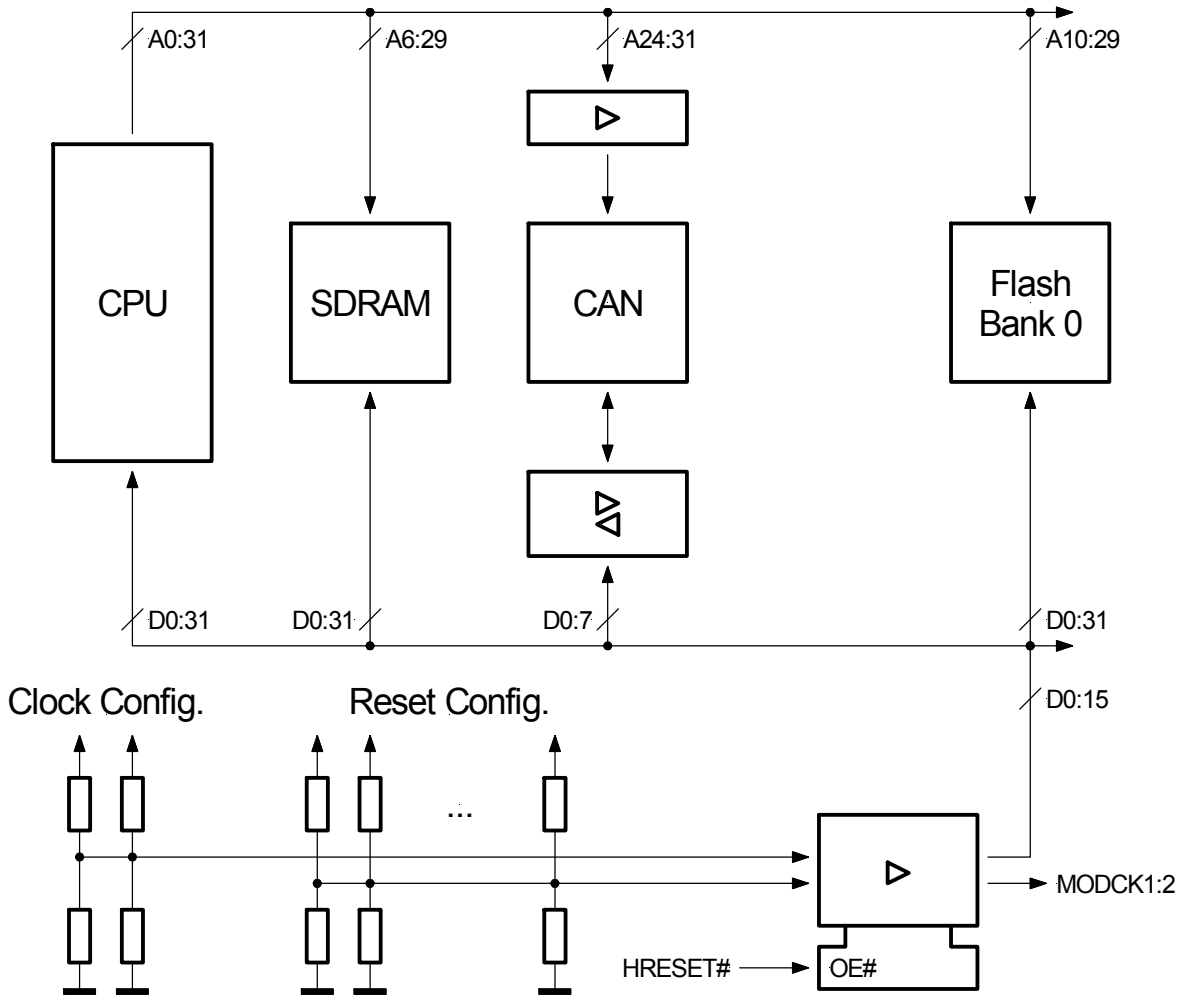 A0:31 A6:29 A24:31 A10:29
CPU
SDRAM
CAN
Flash
Bank 0
D0:31 D0:31 D0:7 D0:31
Clock Config. Reset Config.
D0:15
...
MODCK1:2
HRESET# OE#